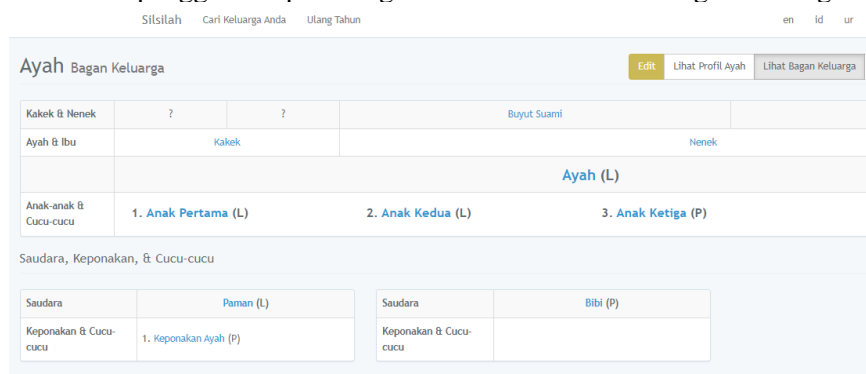 Silsilah Cari Keluarga Anda Ulang Tahun en id ur
Ayah Bagan Keluarga Edit Lihat Profil Ayah Lihat Bagan Keluarga
Kakek & Nenek ? ? Buyut Suami
Ayah & Ibu Kakek Nenek
Ayah (L)
Anak-anak & Cucu-cucu 1. Anak Pertama (L) 2. Anak Kedua (L) 3. Anak Ketiga (P)
Saudara, Keponakan, & Cucu-cucu
Saudara Paman (L) Saudara Bibi (P)
Keponakan & Cucu-cucu 1. Keponakan Ayah (P) Keponakan & Cucu-cucu